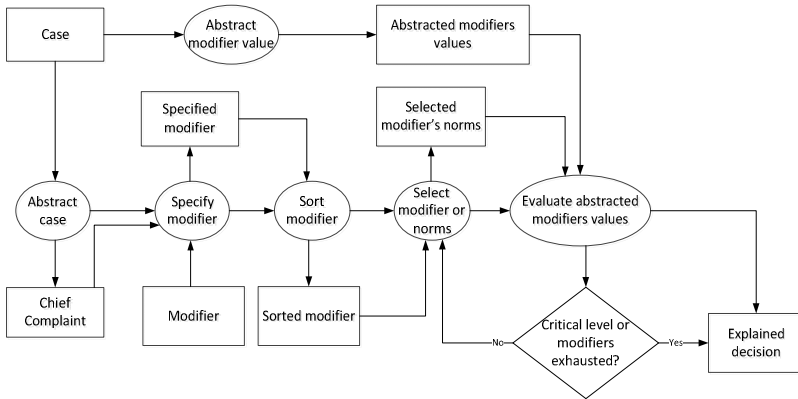 Case
Abstract
modifier value
Abstracted modifiers
values
Specified
modifier
Selected
modifier's norms
Abstract
case
Specify
modifier
Sort
modifier
Select
modifier or
norms
Evaluate abstracted
modifiers values
Chief
Complaint
Modifier
Sorted modifier
No
Critical level or
modifiers
exhausted?
Yes
Explained
decision